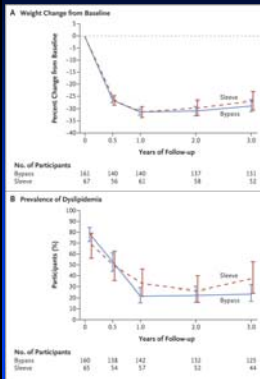 A Weight Change from Baseline
Percent Change from Baseline
5
0
-5
-10
-15
-20
-25
-30
-35
-40
0
0.5
1.0
2.0
3.0
Sleeve
Bypass
Years of Follow-up
No. of Participants
Bypass 161 140 140 137 131
Sleeve 67 56 61 58 52
B Prevalence of Dyslipidemia
Participants (%)
100
90
80
70
60
50
40
30
20
10
0
0
0.5
1.0
2.0
3.0
Sleeve
Bypass
Years of Follow-up
No. of Participants
Bypass 160 138 142 132 125
Sleeve 65 54 57 52 44